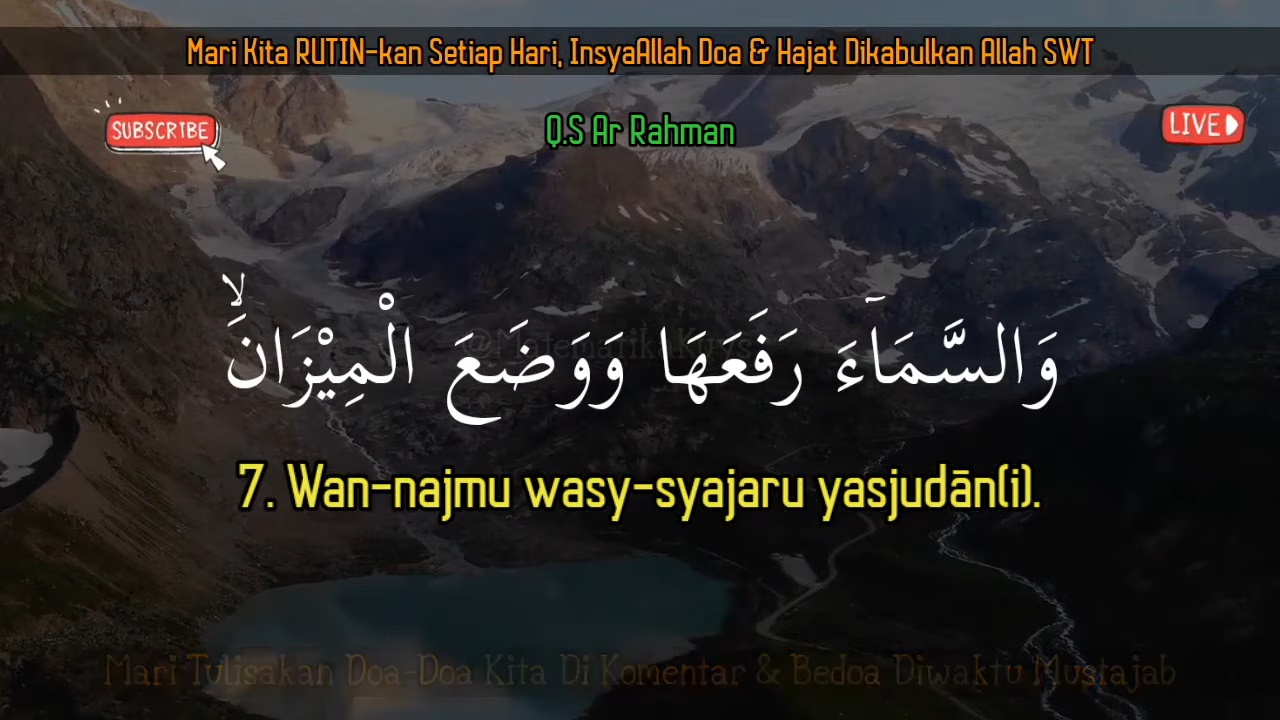 Mari Kita RUTIN-kan Setiap Hari, InsyaAllah Doa & Hajat Dikabulkan Allah SWT
SUBSCRIBE
Q.S Ar Rahman
LIVE
وَالسَّمَاۤءَ رَفَعَهَا وَوَضَعَ الْمِيْزَانَۙ
7. Wan-najmu wasy-syajaru yasjudān(i).
Mari Tulisakan Doa-Doa Kita Di Komentar & Bedoa Diwaktu Mustajab